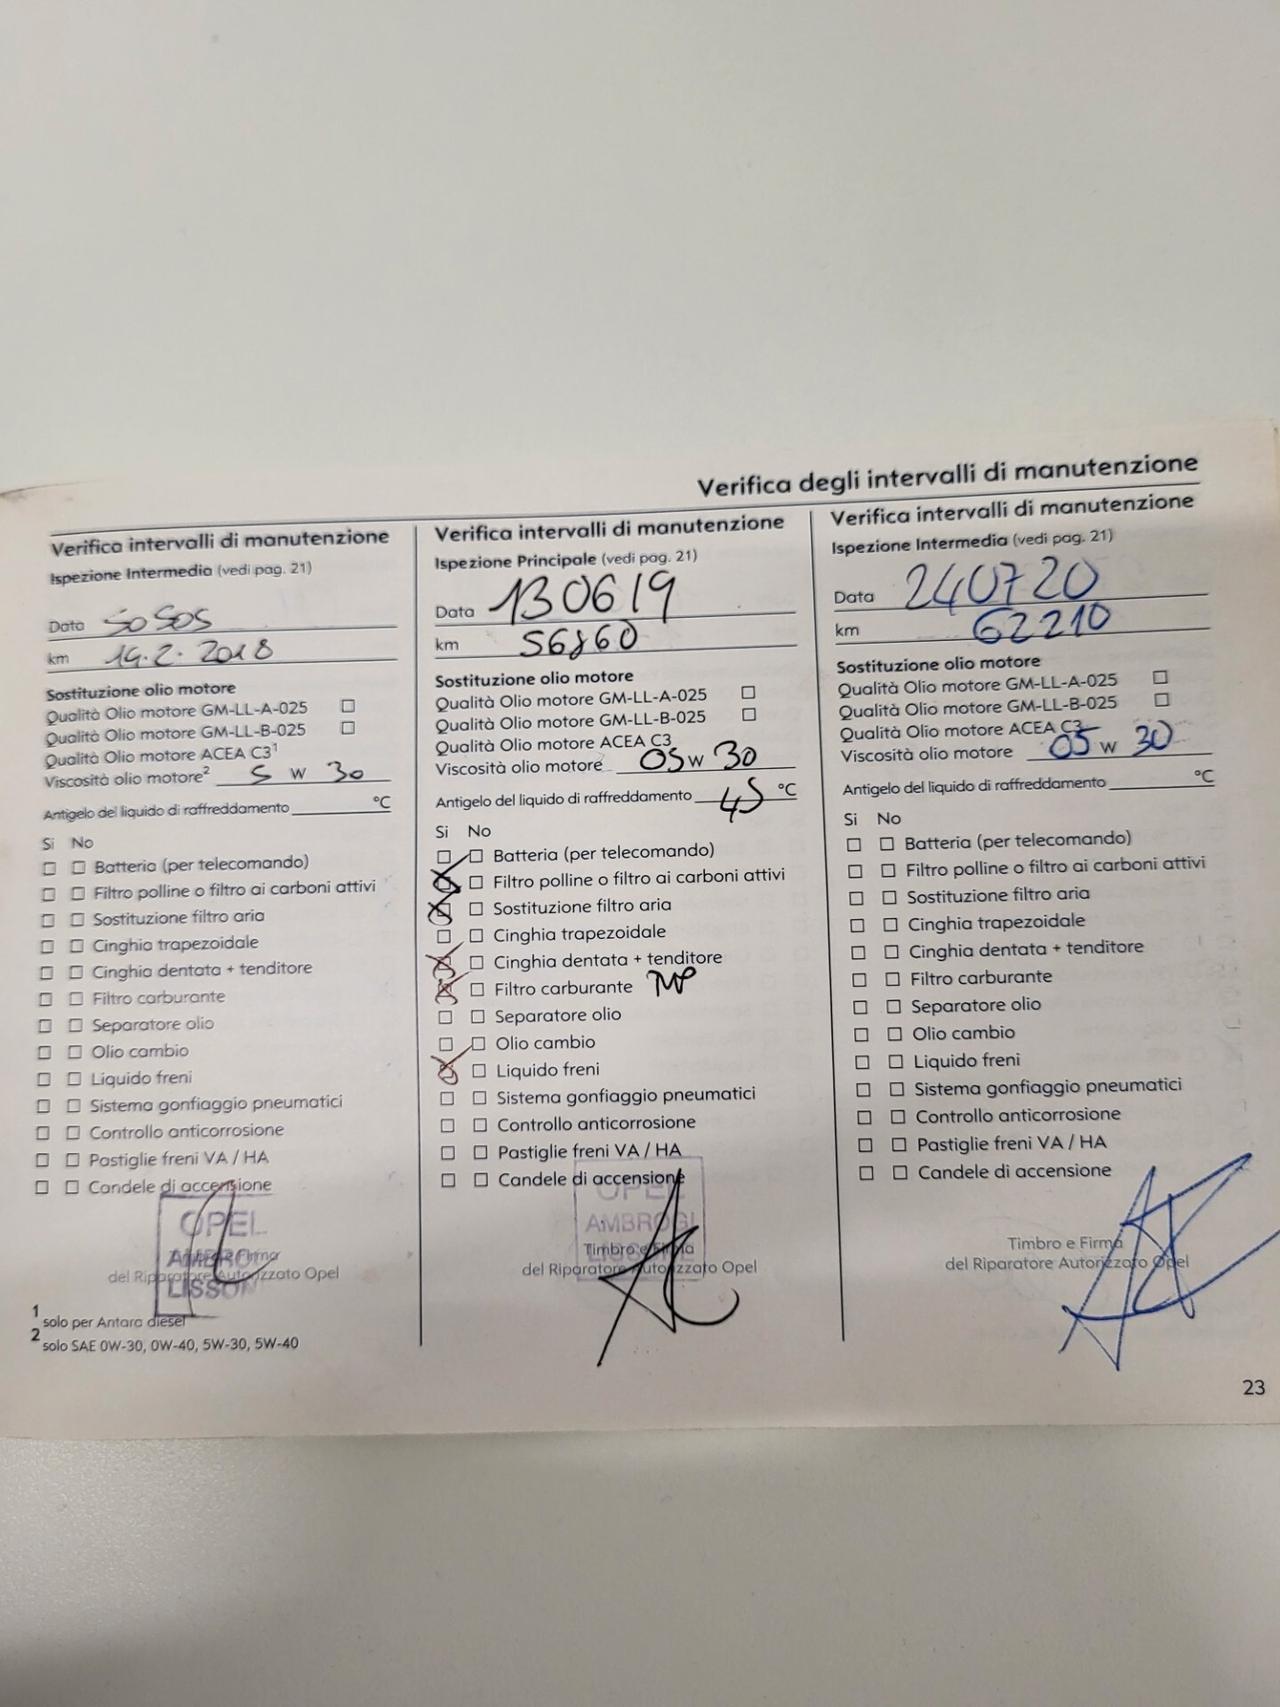 Verifica degli intervalli di manutenzione
Verifica intervalli di manutenzione
Ispezione Intermedia (vedi pag. 21)
Data 50505
km 19.2.2018
Sostituzione olio motore
Qualità Olio motore GM-LL-A-025
Qualità Olio motore GM-LL-B-025
Qualità Olio motore ACEA C3¹
Viscosità olio motore² 5 W 30
Antigelo del liquido di raffreddamento °C
Si No
Batteria (per telecomando)
Filtro polline o filtro ai carboni attivi
Sostituzione filtro aria
Cinghia trapezoidale
Cinghia dentata + tenditore
Filtro carburante
Separatore olio
Olio cambio
Liquido freni
Sistema gonfiaggio pneumatici
Controllo anticorrosione
Pastiglie freni VA / HA
Candele di accensione
OPEL
Timbro e Firma
del Riparatore Autorizzato Opel
1 solo per Antara diesel
2 solo SAE 0W-30, 0W-40, 5W-30, 5W-40
Verifica intervalli di manutenzione
Ispezione Principale (vedi pag. 21)
Data 130619
km 56860
Sostituzione olio motore
Qualità Olio motore GM-LL-A-025
Qualità Olio motore GM-LL-B-025
Qualità Olio motore ACEA C3
Viscosità olio motore 05 W 30
Antigelo del liquido di raffreddamento 45 °C
Si No
Batteria (per telecomando)
Filtro polline o filtro ai carboni attivi
Sostituzione filtro aria
Cinghia trapezoidale
Cinghia dentata + tenditore
Filtro carburante
Separatore olio
Olio cambio
Liquido freni
Sistema gonfiaggio pneumatici
Controllo anticorrosione
Pastiglie freni VA / HA
Candele di accensione
OPEL
AMBROGI
Timbro e Firma
del Riparatore Autorizzato Opel
Verifica intervalli di manutenzione
Ispezione Intermedia (vedi pag. 21)
Data 240720
km 62210
Sostituzione olio motore
Qualità Olio motore GM-LL-A-025
Qualità Olio motore GM-LL-B-025
Qualità Olio motore ACEA C3
Viscosità olio motore 05 W 30
Antigelo del liquido di raffreddamento °C
Si No
Batteria (per telecomando)
Filtro polline o filtro ai carboni attivi
Sostituzione filtro aria
Cinghia trapezoidale
Cinghia dentata + tenditore
Filtro carburante
Separatore olio
Olio cambio
Liquido freni
Sistema gonfiaggio pneumatici
Controllo anticorrosione
Pastiglie freni VA / HA
Candele di accensione
Timbro e Firma
del Riparatore Autorizzato Opel
23